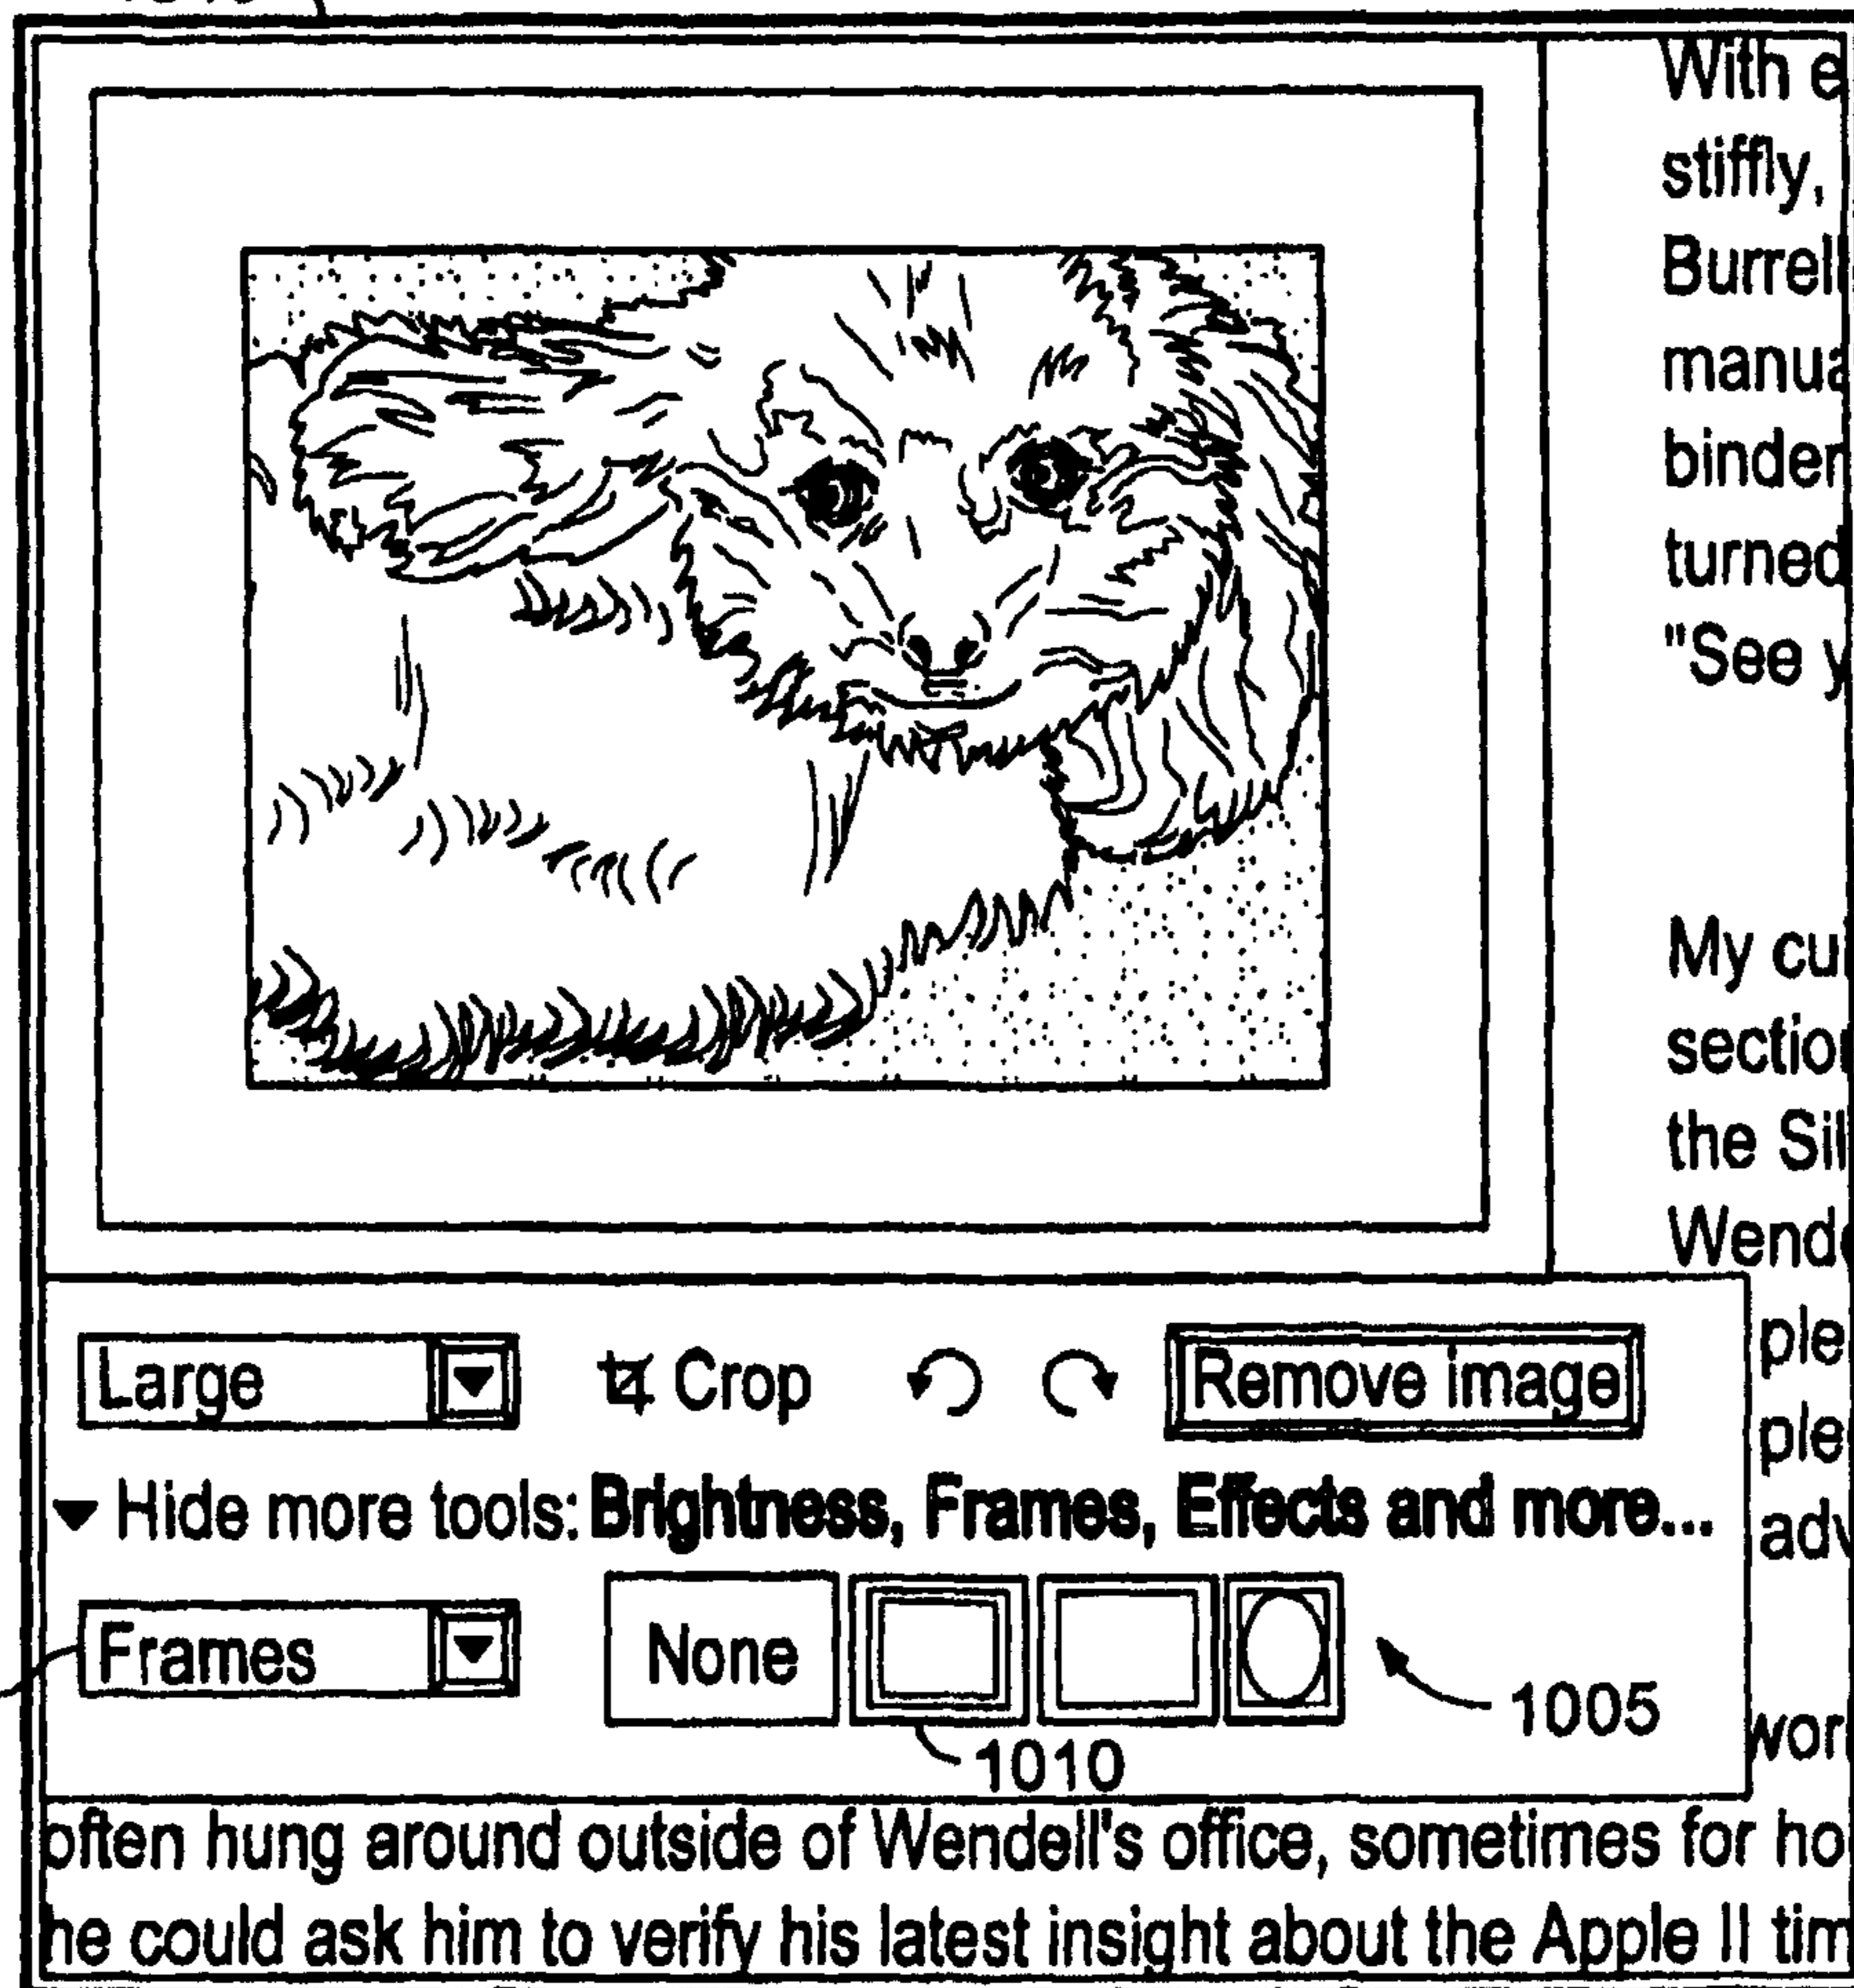 With e
stiffly,
Burrell
manua
binder
turned
"See y
My cu
section
the Sil
Wende
Large Crop Remove image
ple
Hide more tools: Brightness, Frames, Effects and more...
ple
adv
Frames None
1005
1010
wor
often hung around outside of Wendell's office, sometimes for ho
he could ask him to verify his latest insight about the Apple II tim